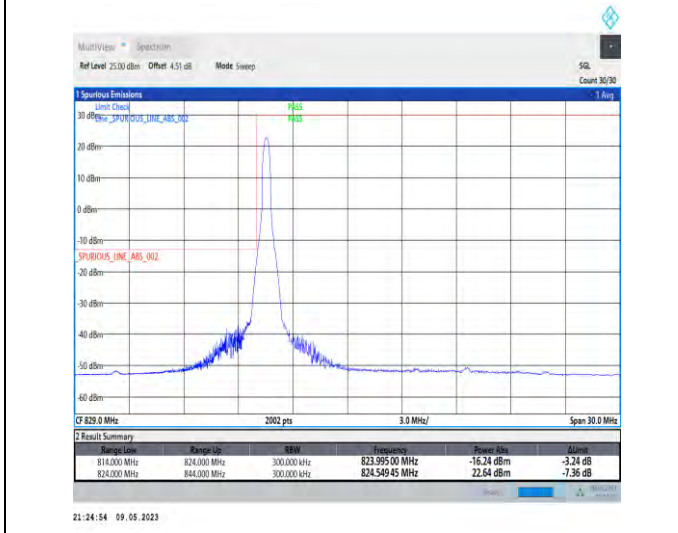 MultiView Spectrum
Ref Level 25.00 dBm Offset 4.51 dB Mode Sweep SGL
Count 30/30
1 Spurious Emissions 1 Avg
Limit Check PASS
30 dBm Line _SPURIOUS_LINE_ABS_002 PASS
20 dBm
10 dBm
0 dBm
-10 dBm
_SPURIOUS_LINE_ABS_002
-20 dBm
-30 dBm
-40 dBm
-50 dBm
-60 dBm
CF 829.0 MHz 2002 pts 3.0 MHz/ Span 30.0 MHz
2 Result Summary
Range Low Range Up RBW Frequency Power Abs ΔLimit
814.000 MHz 824.000 MHz 300.000 kHz 823.99500 MHz -16.24 dBm -3.24 dB
824.000 MHz 844.000 MHz 300.000 kHz 824.54945 MHz 22.64 dBm -7.36 dB
21:24:54 09.05.2023